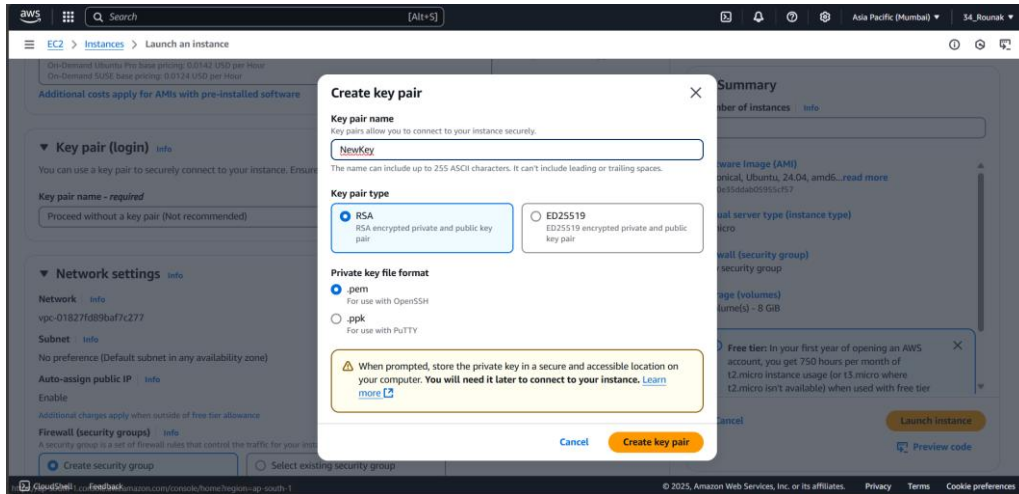 aws
Search
[Alt+S]
Asia Pacific (Mumbai)
34_Rounak
EC2 > Instances > Launch an instance
On-Demand Ubuntu Pro base pricing: 0.0142 USD per Hour
On-Demand SUSE base pricing: 0.0124 USD per Hour
Additional costs apply for AMIs with pre-installed software
Key pair (login) Info
You can use a key pair to securely connect to your instance. Ensure
Key pair name - required
Proceed without a key pair (Not recommended)
Network settings Info
Network Info
vpc-01827fd89baf7c277
Subnet Info
No preference (Default subnet in any availability zone)
Auto-assign public IP Info
Enable
Additional charges apply when outside of free tier allowance
Firewall (security groups) Info
A security group is a set of firewall rules that control the traffic for your inst
Create security group
Select existing security group
Create key pair
Key pair name
Key pairs allow you to connect to your instance securely.
NewKey
The name can include up to 255 ASCII characters. It can't include leading or trailing spaces.
Key pair type
RSA
RSA encrypted private and public key
pair
ED25519
ED25519 encrypted private and public
key pair
Private key file format
.pem
For use with OpenSSH
.ppk
For use with PuTTY
When prompted, store the private key in a secure and accessible location on
your computer. You will need it later to connect to your instance. Learn
more
Cancel
Create key pair
Summary
ber of instances Info
ware Image (AMI)
onical, Ubuntu, 24.04, amd6...read more
ual server type (instance type)
icro
wall (security group)
security group
age (volumes)
lume(s) - 8 GiB
Free tier: In your first year of opening an AWS
account, you get 750 hours per month of
t2.micro instance usage (or t3.micro where
t2.micro isn't available) when used with free tier
Cancel
Launch instance
Preview code
CloudShell
Feedback
© 2025, Amazon Web Services, Inc. or its affiliates.
Privacy
Terms
Cookie preferences